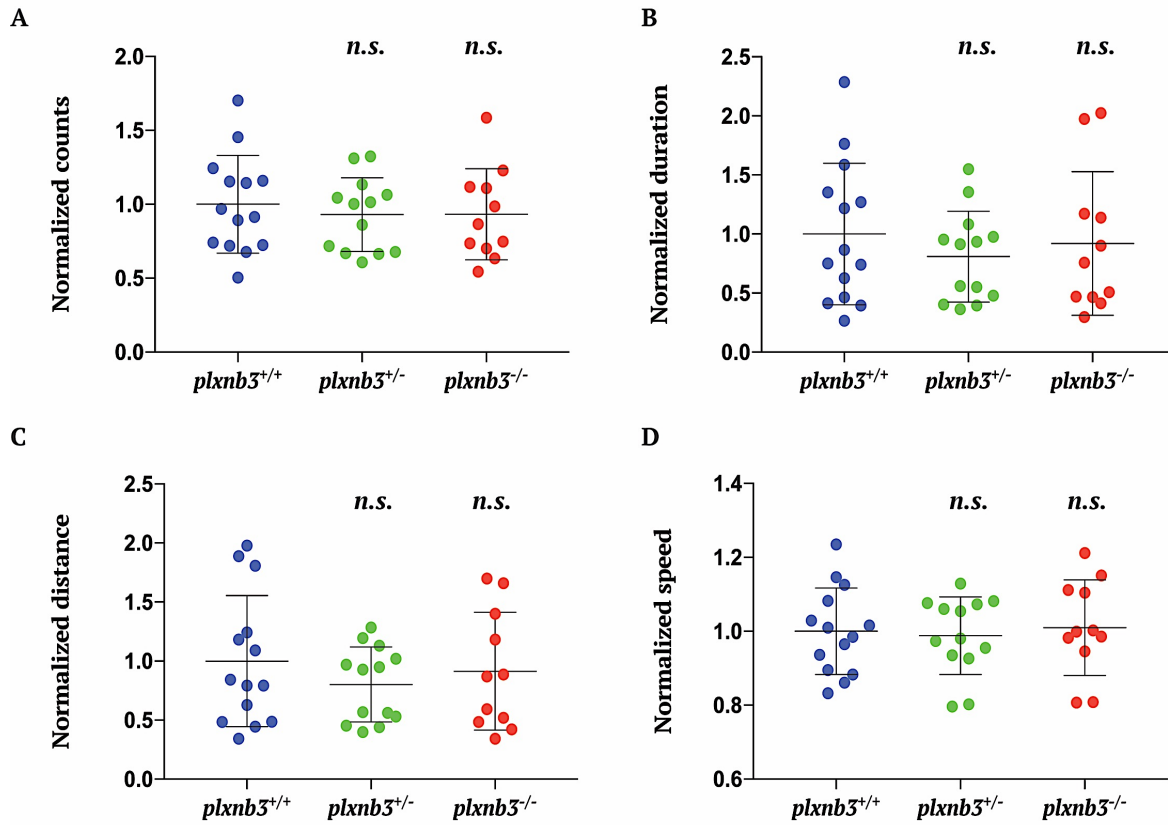 A
Normalized counts
2.0
1.5
1.0
0.5
0.0
n.s.
n.s.
plxnb3+/+
plxnb3+/-
plxnb3-/-
B
Normalized duration
2.5
2.0
1.5
1.0
0.5
0.0
n.s.
n.s.
plxnb3+/+
plxnb3+/-
plxnb3-/-
C
Normalized distance
2.5
2.0
1.5
1.0
0.5
0.0
n.s.
n.s.
plxnb3+/+
plxnb3+/-
plxnb3-/-
D
Normalized speed
1.4
1.2
1.0
0.8
0.6
n.s.
n.s.
plxnb3+/+
plxnb3+/-
plxnb3-/-